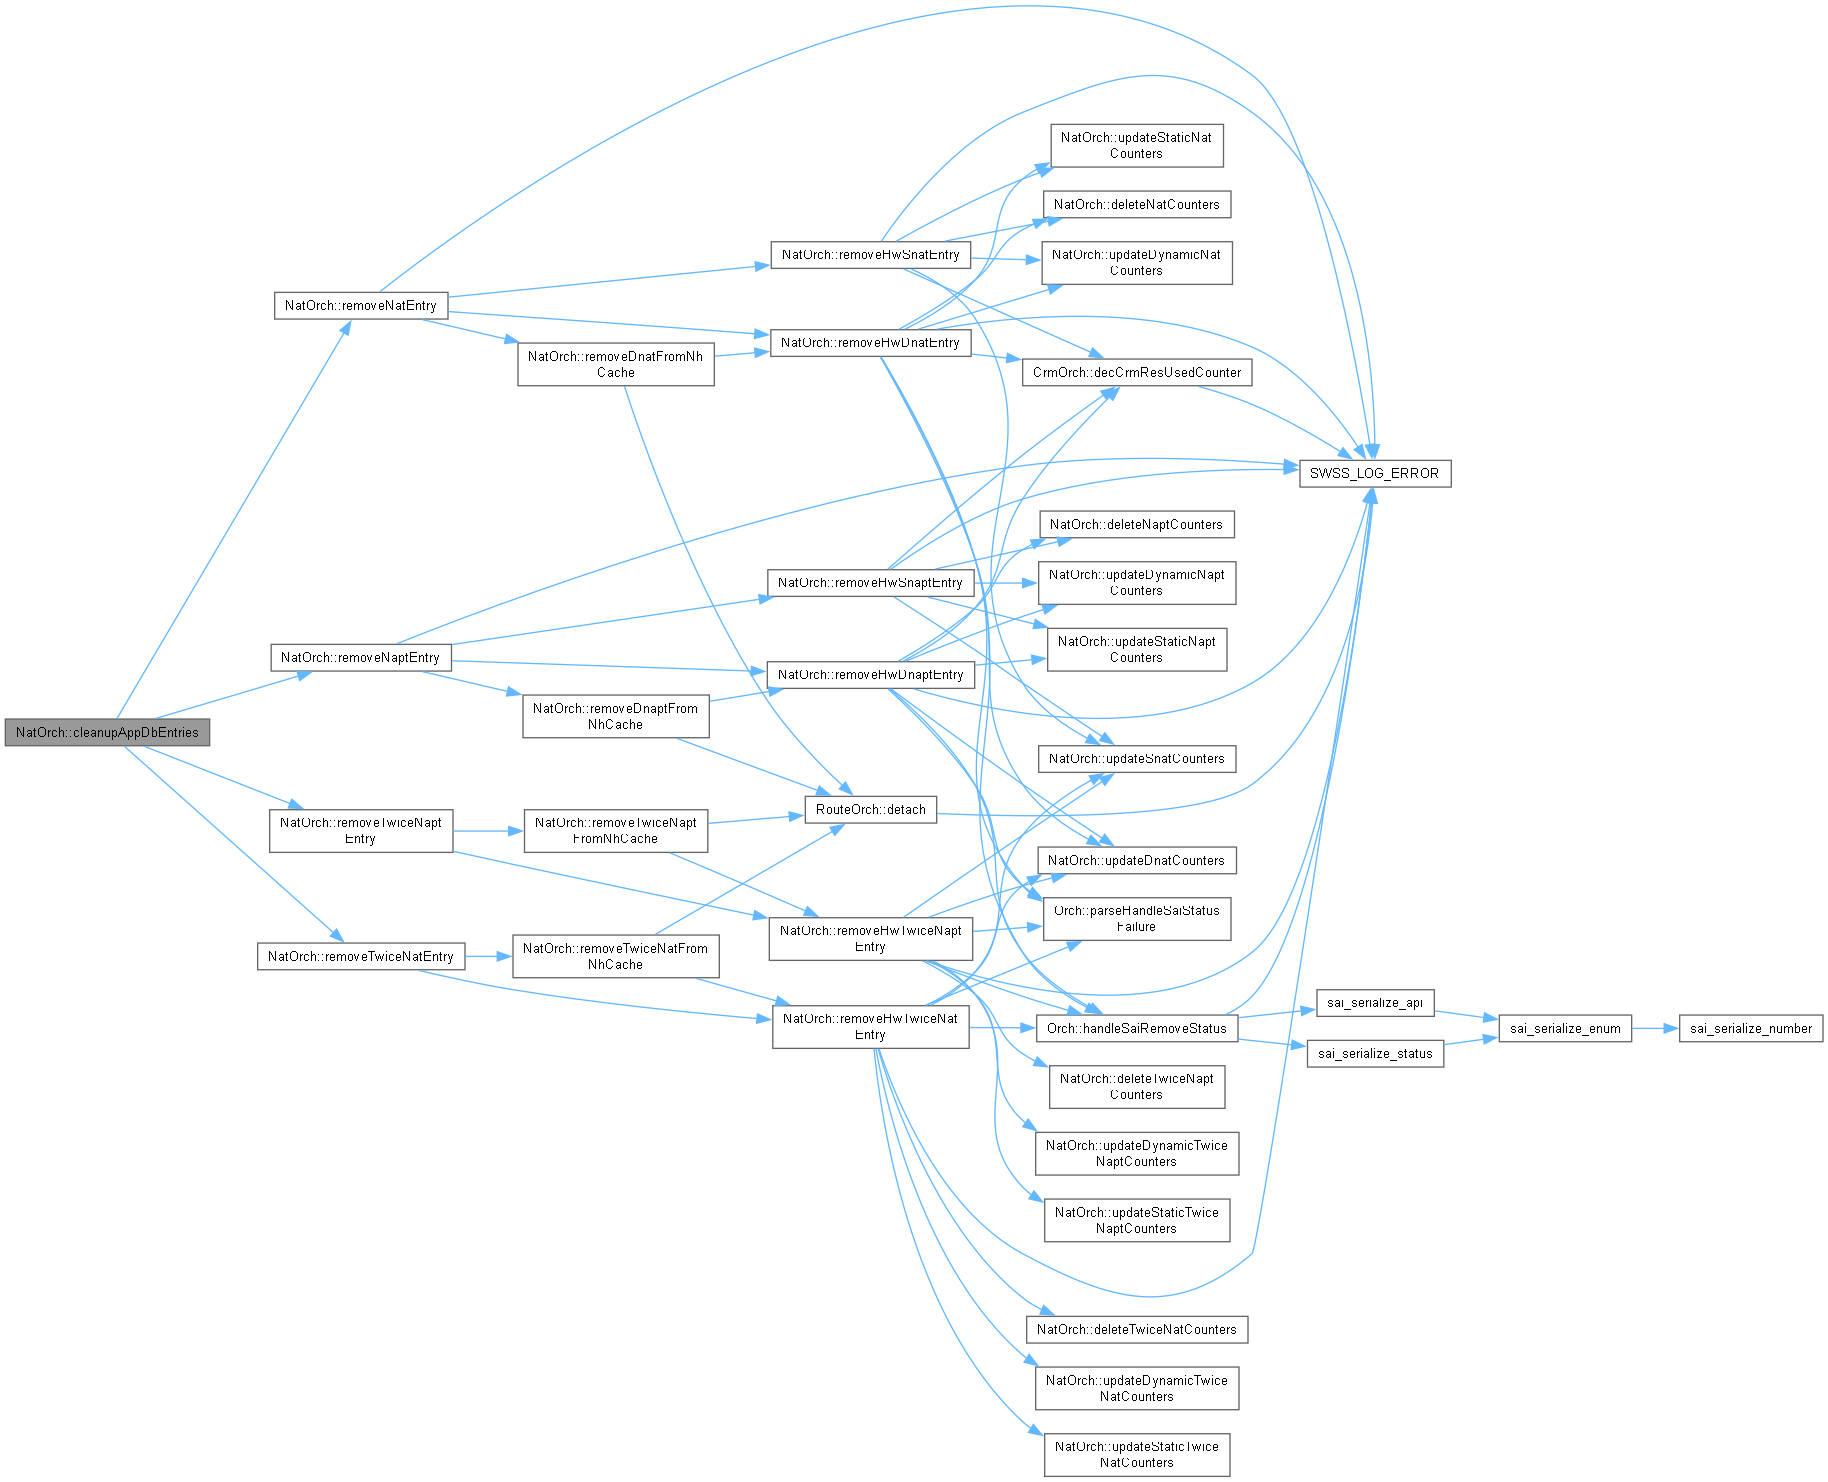 NatOrch::cleanupAppDbEntries
NatOrch::removeNatEntry
NatOrch::removeNaptEntry
NatOrch::removeTwiceNapt
Entry
NatOrch::removeTwiceNatEntry
NatOrch::removeDnatFromNh
Cache
NatOrch::removeDnaptFrom
NhCache
NatOrch::removeTwiceNapt
FromNhCache
NatOrch::removeTwiceNatFrom
NhCache
NatOrch::removeHwSnatEntry
NatOrch::removeHwDnatEntry
NatOrch::removeHwSnaptEntry
NatOrch::removeHwDnaptEntry
RouteOrch::detach
NatOrch::removeHwTwiceNapt
Entry
NatOrch::removeHwTwiceNat
Entry
NatOrch::updateStaticNat
Counters
NatOrch::deleteNatCounters
NatOrch::updateDynamicNat
Counters
CrmOrch::decCrmResUsedCounter
NatOrch::deleteNaptCounters
NatOrch::updateDynamicNapt
Counters
NatOrch::updateStaticNapt
Counters
NatOrch::updateSnatCounters
NatOrch::updateDnatCounters
Orch::parseHandleSaiStatus
Failure
Orch::handleSaiRemoveStatus
NatOrch::deleteTwiceNapt
Counters
NatOrch::updateDynamicTwice
NaptCounters
NatOrch::updateStaticTwice
NaptCounters
NatOrch::deleteTwiceNatCounters
NatOrch::updateDynamicTwice
NatCounters
NatOrch::updateStaticTwice
NatCounters
SWSS_LOG_ERROR
sai_serialize_api
sai_serialize_status
sai_serialize_enum
sai_serialize_number